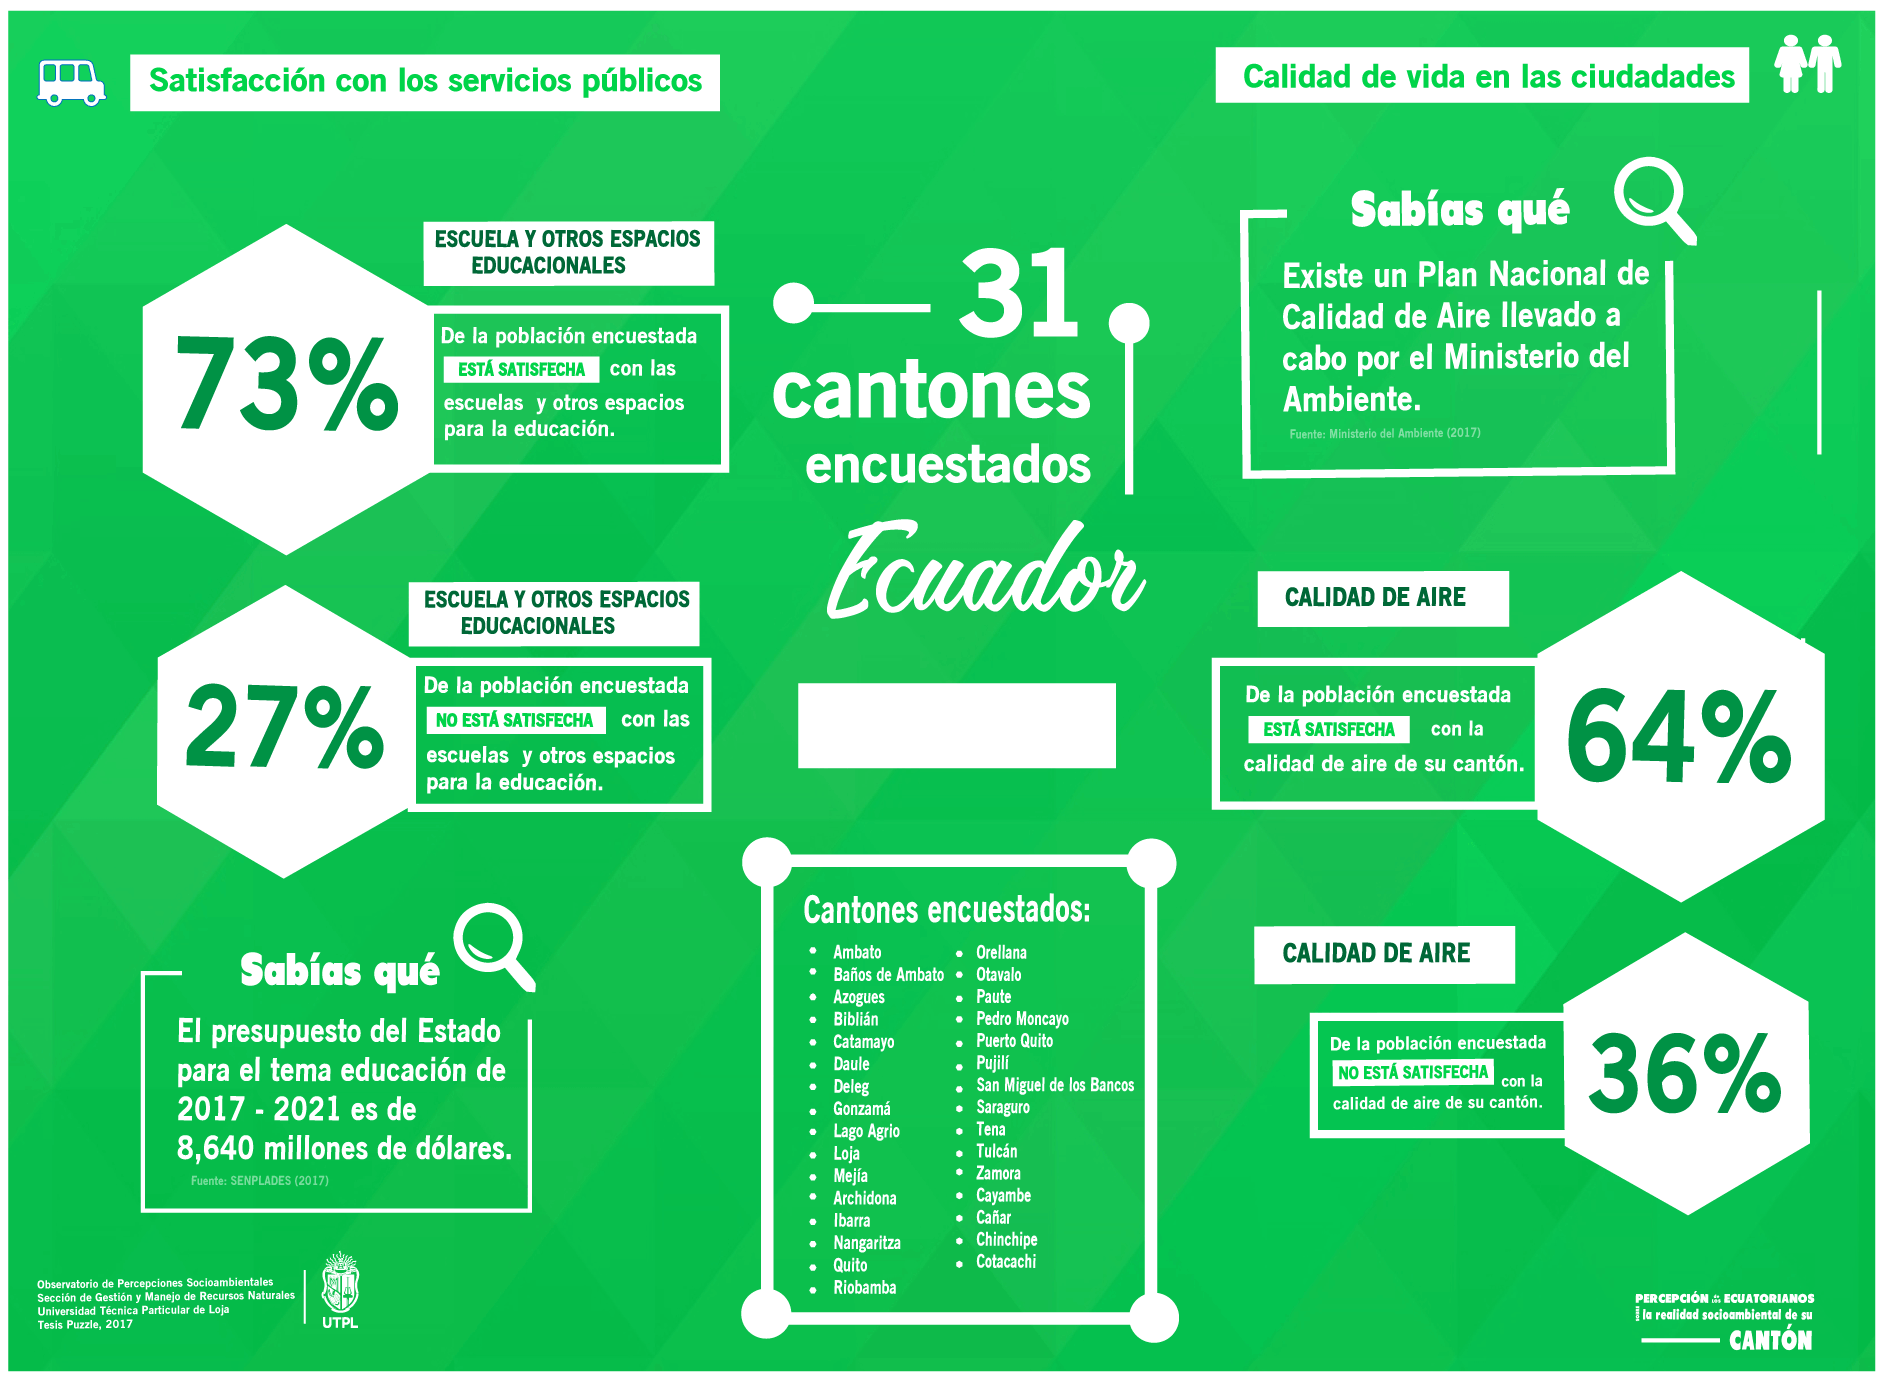 Satisfacción con los servicios públicos
ESCUELA Y OTROS ESPACIOS
EDUCACIONALES
73%
De la población encuestada
ESTÁ SATISFECHA con las
escuelas y otros espacios
para la educación.
ESCUELA Y OTROS ESPACIOS
EDUCACIONALES
27%
De la población encuestada
NO ESTÁ SATISFECHA con las
escuelas y otros espacios
para la educación.
Sabías qué
El presupuesto del Estado
para el tema educación de
2017 - 2021 es de
8,640 millones de dólares.
Fuente: SENPLADES (2017)
Observatorio de Percepciones Socioambientales
Sección de Gestión y Manejo de Recursos Naturales
Universidad Técnica Particular de Loja
Tesis Puzzle, 2017
UTPL
31
cantones
encuestados
Ecuador
Cantones encuestados:
Ambato
Baños de Ambato
Azogues
Biblián
Catamayo
Daule
Deleg
Gonzamá
Lago Agrio
Loja
Mejía
Archidona
Ibarra
Nangaritza
Quito
Riobamba
Orellana
Otavalo
Paute
Pedro Moncayo
Puerto Quito
Pujilí
San Miguel de los Bancos
Saraguro
Tena
Tulcán
Zamora
Cayambe
Cañar
Chinchipe
Cotacachi
Calidad de vida en las ciudadades
Sabías qué
Existe un Plan Nacional de
Calidad de Aire llevado a
cabo por el Ministerio del
Ambiente.
Fuente: Ministerio del Ambiente (2017)
CALIDAD DE AIRE
De la población encuestada
ESTÁ SATISFECHA con la
calidad de aire de su cantón.
64%
CALIDAD DE AIRE
De la población encuestada
NO ESTÁ SATISFECHA con la
calidad de aire de su cantón.
36%
PERCEPCIÓN de los ECUATORIANOS
sobre la realidad socioambiental de su
CANTÓN